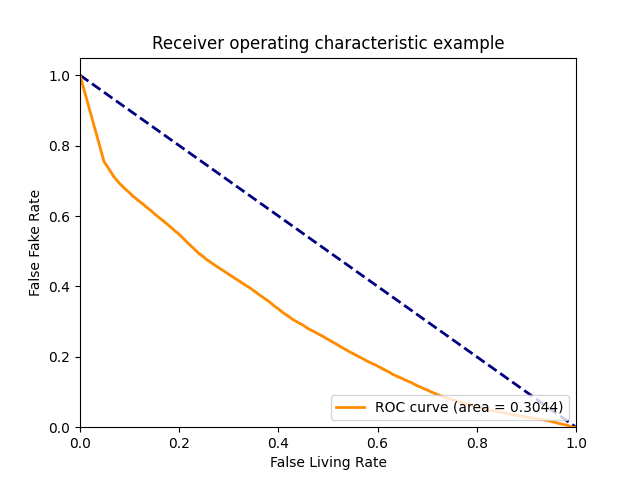 Receiver operating characteristic example
False Fake Rate
1.0
0.8
0.6
0.4
0.2
0.0
ROC curve (area = 0.3044)
0.0 0.2 0.4 0.6 0.8 1.0
False Living Rate